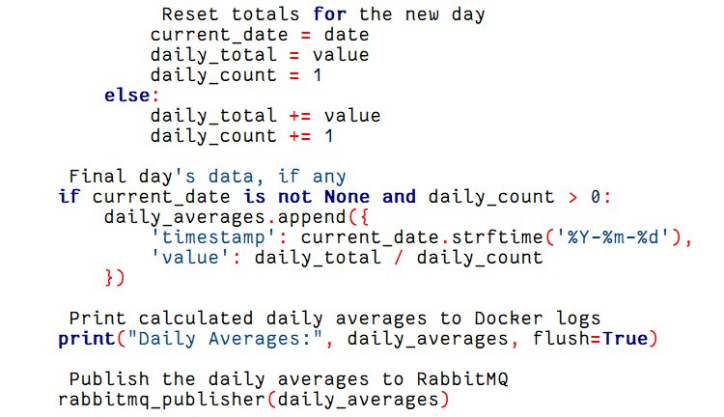 Reset totals for the new day
current_date = date
daily_total = value
daily_count = 1
else:
daily_total += value
daily_count += 1
Final day's data, if any
if current_date is not None and daily_count > 0:
daily_averages.append({
'timestamp': current_date.strftime('%Y-%m-%d'),
'value': daily_total / daily_count
})
Print calculated daily averages to Docker logs
print("Daily Averages:", daily_averages, flush=True)
Publish the daily averages to RabbitMQ
rabbitmq_publisher(daily_averages)